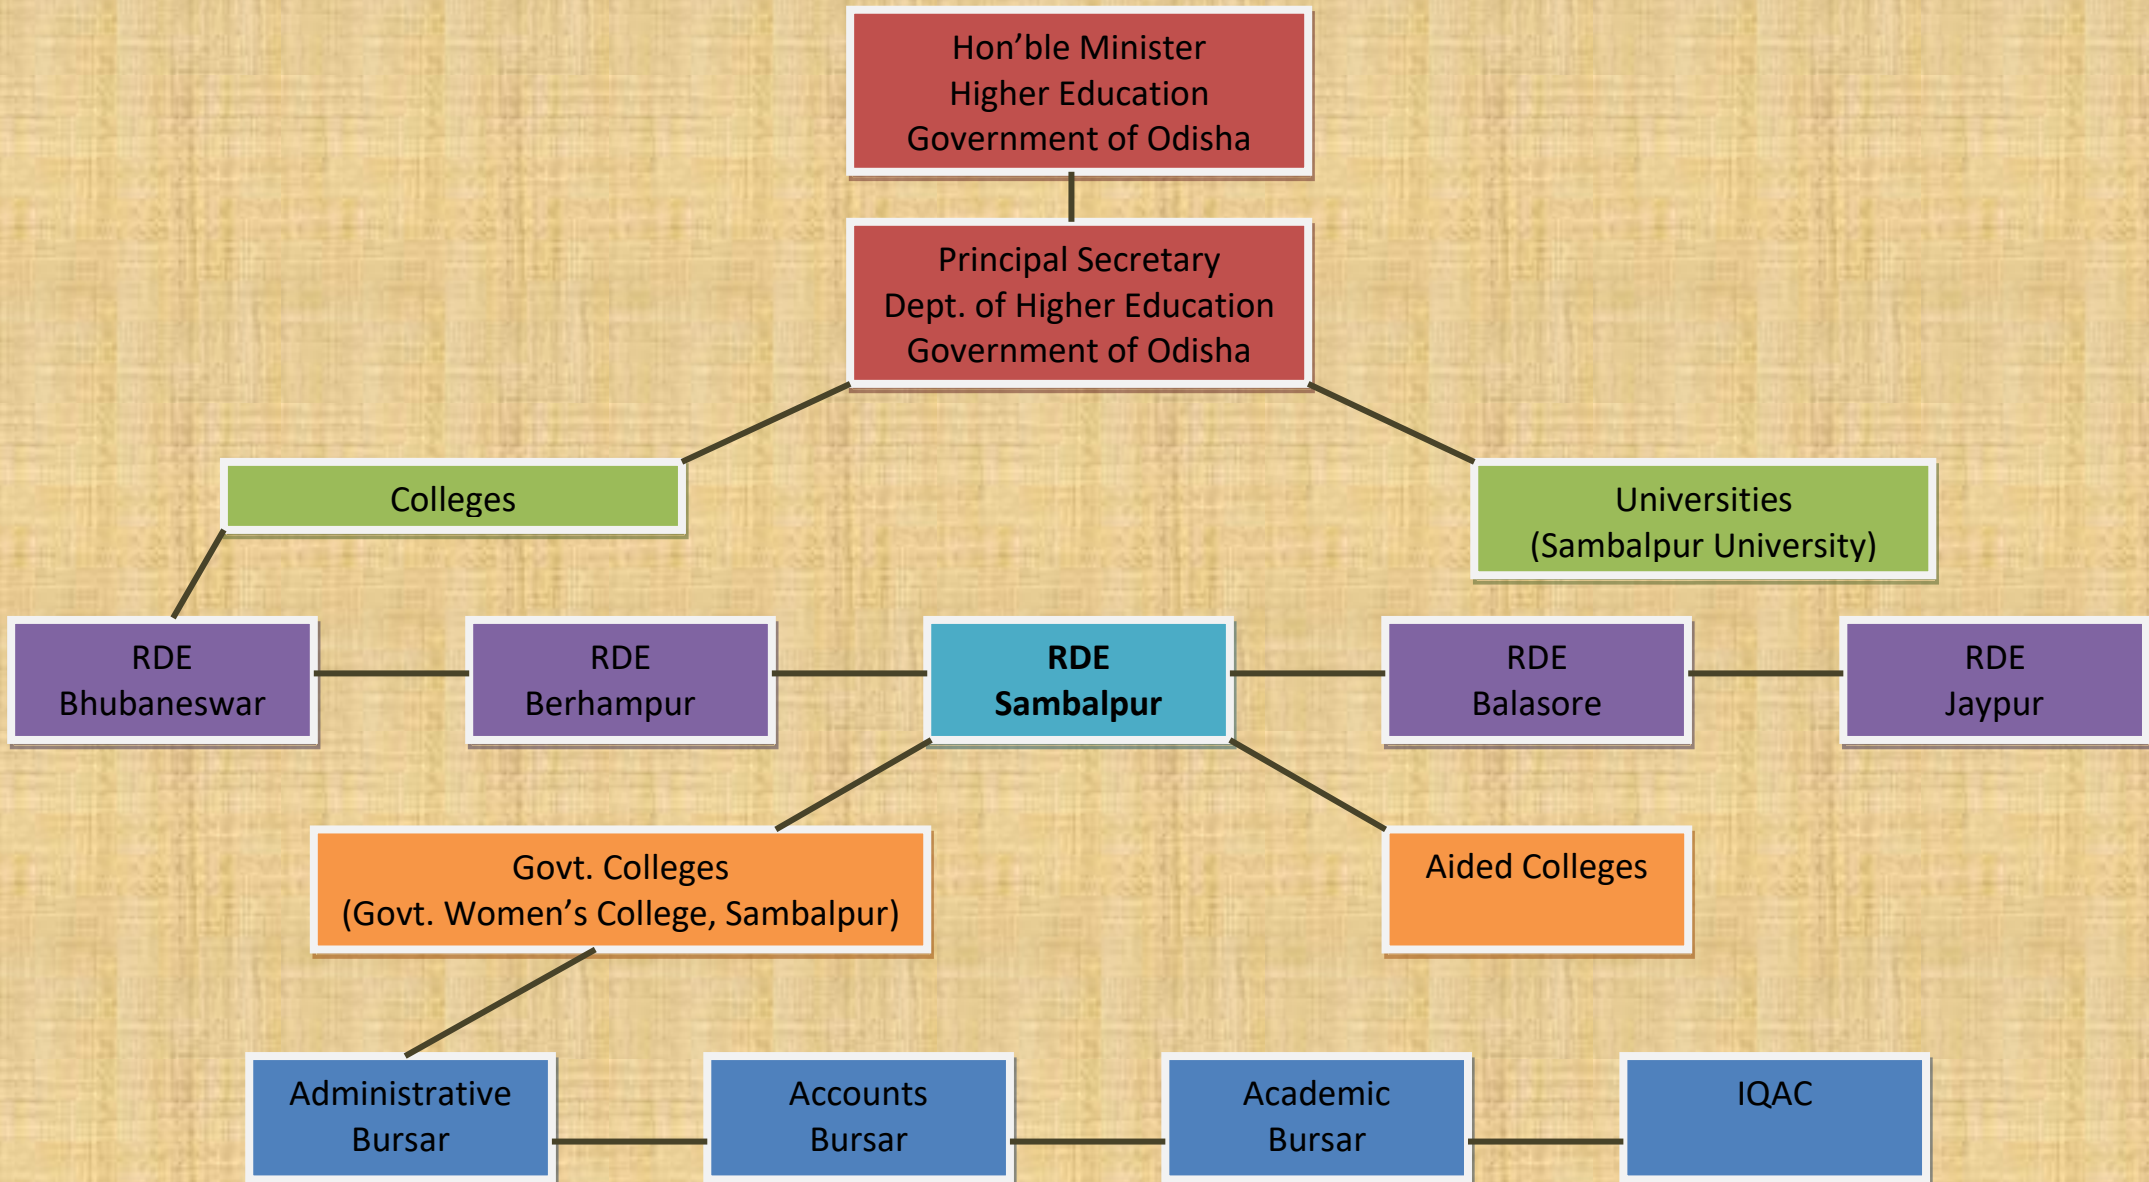 Hon’ble Minister
Higher Education
Government of Odisha
Principal Secretary
Dept. of Higher Education
Government of Odisha
Colleges
Universities
(Sambalpur University)
RDE
Bhubaneswar
RDE
Berhampur
RDE
Sambalpur
RDE
Balasore
RDE
Jaypur
Govt. Colleges
(Govt. Women’s College, Sambalpur)
Aided Colleges
Administrative
Bursar
Accounts
Bursar
Academic
Bursar
IQAC